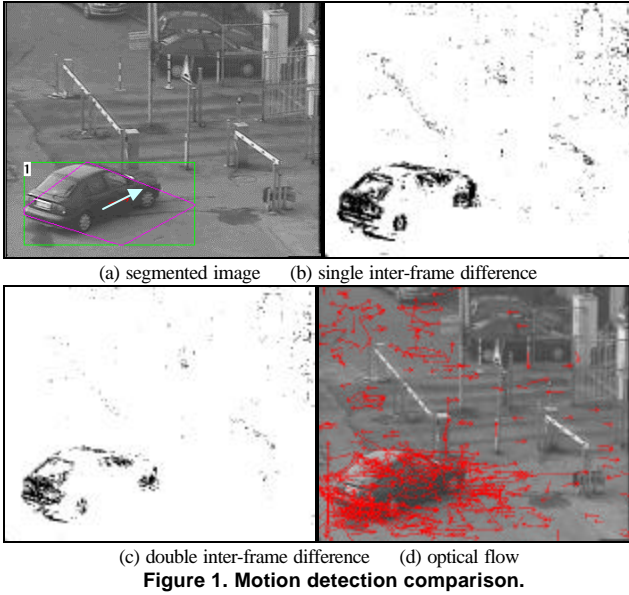 1
(a) segmented image (b) single inter-frame difference
(c) double inter-frame difference (d) optical flow
Figure 1. Motion detection comparison.